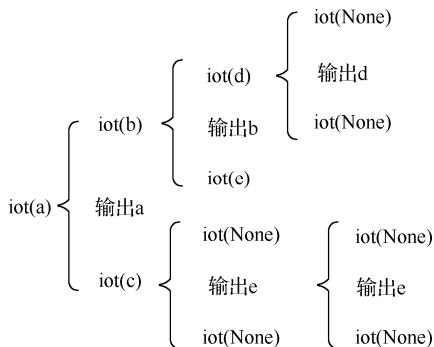 iot(None)
iot(d)
输出d
iot(b)
输出b
iot(None)
iot(e)
iot(a)
输出a
iot(None)
iot(None)
iot(c)
输出e
输出e
iot(None)
iot(None)